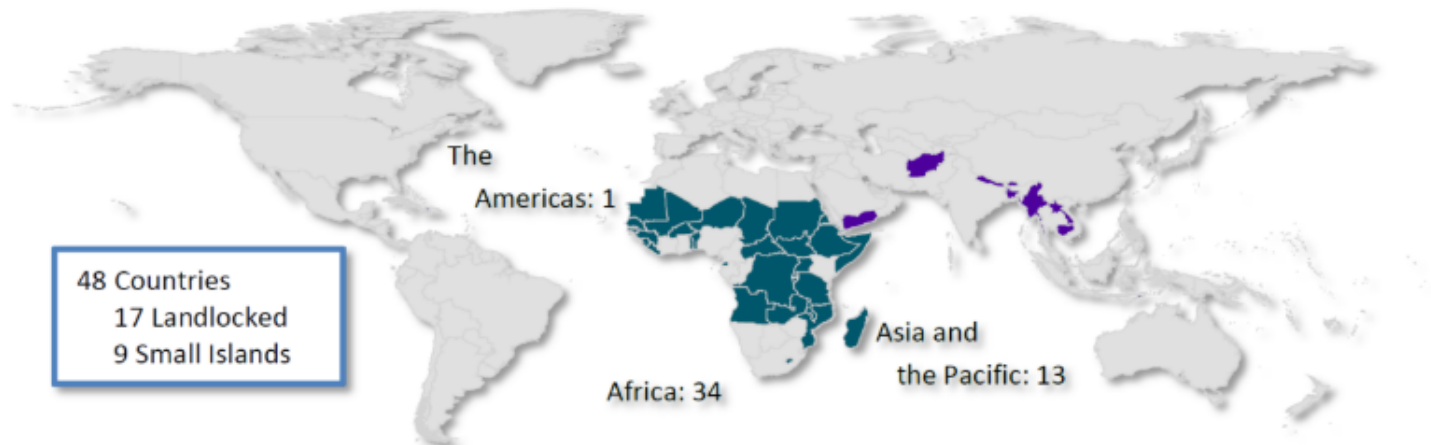 The
Americas: 1
48 Countries
17 Landlocked
9 Small Islands
Asia and
the Pacific: 13
Africa: 34